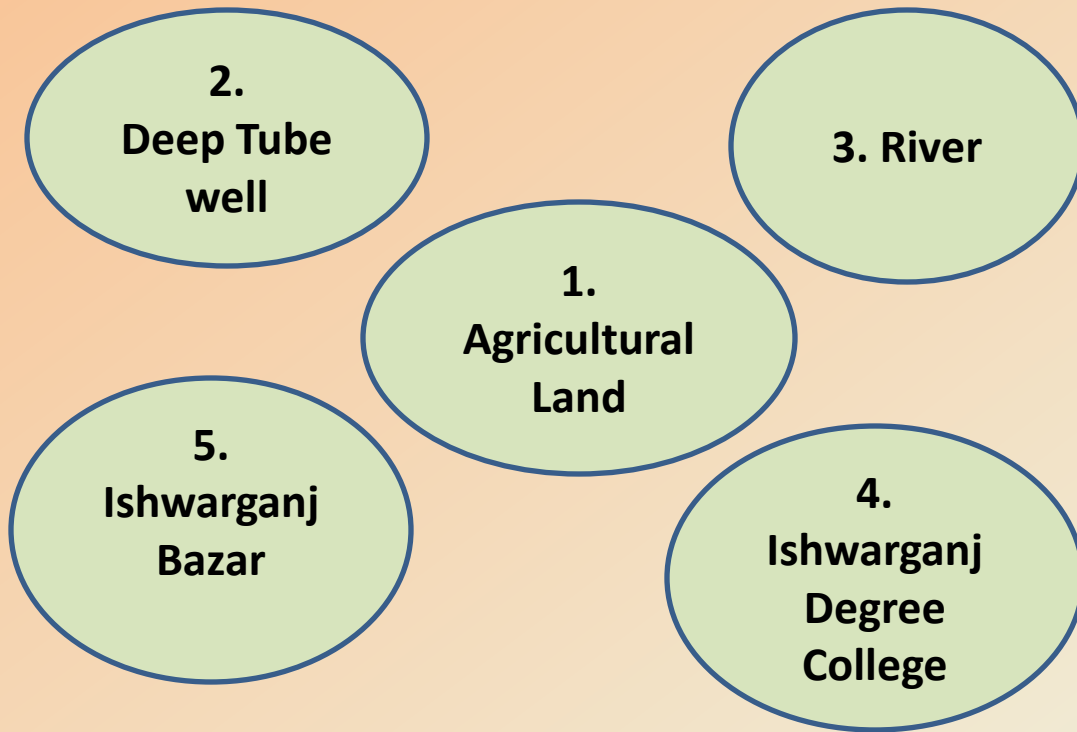 2.
Deep Tube
well
3. River
1.
Agricultural
Land
5.
Ishwarganj
Bazar
4.
Ishwarganj
Degree
College